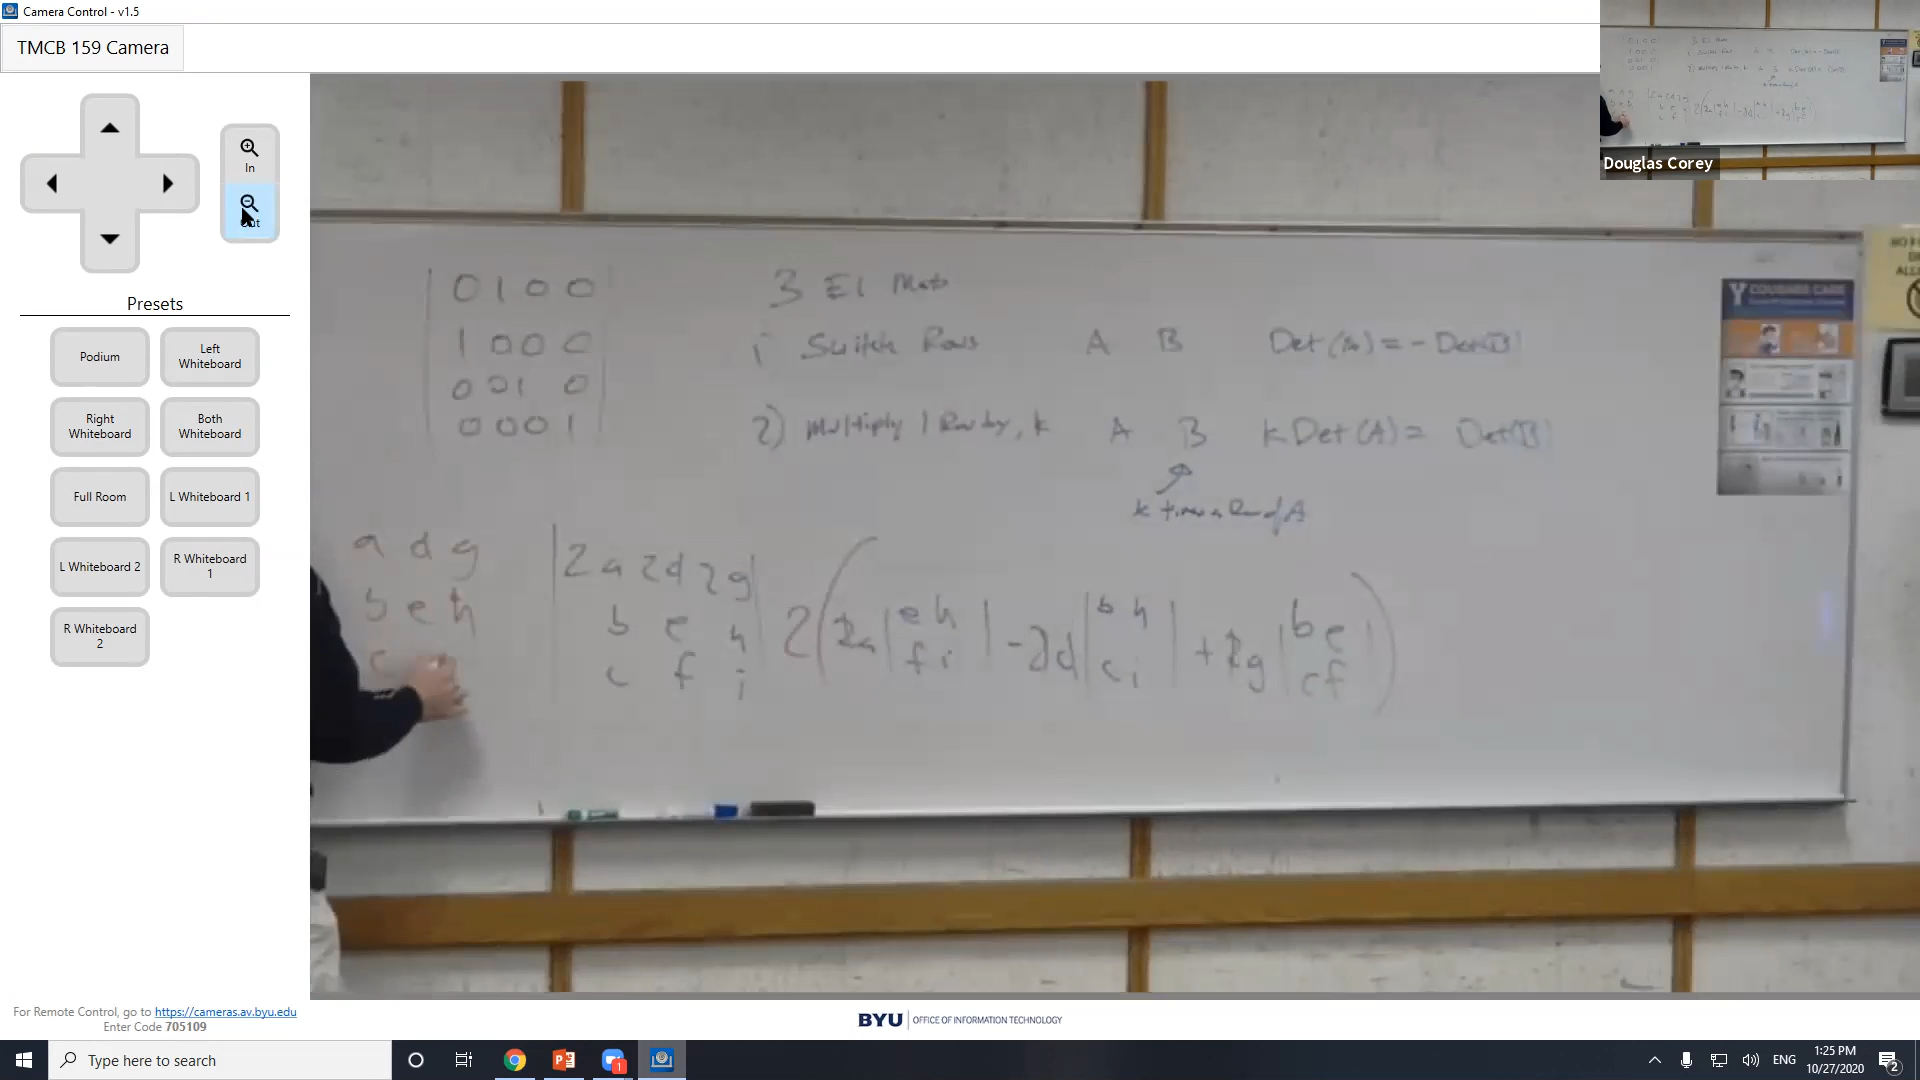 Camera Control - v1.5
TMCB 159 Camera
In
Out
Presets
Podium
Left
Whiteboard
Right
Whiteboard
Both
Whiteboard
Full Room
L Whiteboard 1
L Whiteboard 2
R Whiteboard
1
R Whiteboard
2
For Remote Control, go to https://cameras.av.byu.edu
Enter Code 705109
0 1 0 0
1 0 0 0
0 0 1 0
0 0 0 1
3 El Mats
1 Switch Rows A B Det(A) = - Det(B)
2) Multiply 1 Row by k A B k Det(A) = Det(B)
k times a Row of A
a d g
b e h
c
2a 2d 2g
b e h
c f i
2(2a |e h| - 2d |b h| + 2g |b e|)
f i c i c f
COUGARS CARE
Douglas Corey
BYU OFFICE OF INFORMATION TECHNOLOGY
Type here to search
1
ENG
1:25 PM
10/27/2020
2